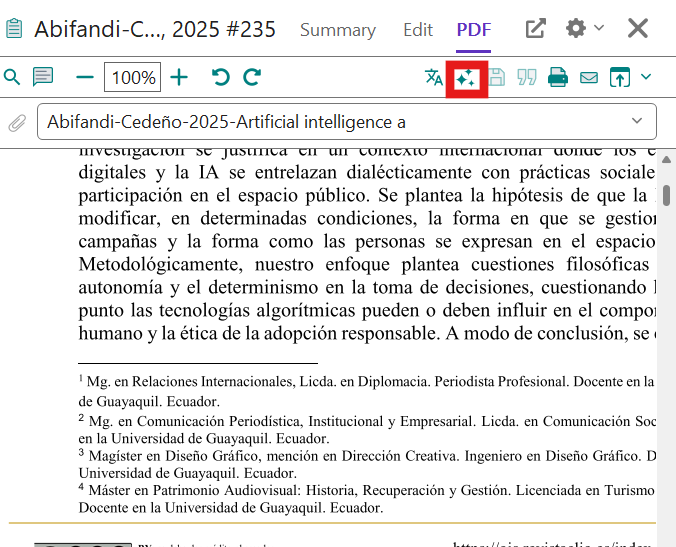 Abifandi-C..., 2025 #235 Summary Edit PDF
100%
Abifandi-Cedeño-2025-Artificial intelligence a
investigación se justifica en un contexto internacional donde los e
digitales y la IA se entrelazan dialécticamente con prácticas sociale
participación en el espacio público. Se plantea la hipótesis de que la
modificar, en determinadas condiciones, la forma en que se gestion
campañas y la forma como las personas se expresan en el espacio
Metodológicamente, nuestro enfoque plantea cuestiones filosóficas
autonomía y el determinismo en la toma de decisiones, cuestionando
punto las tecnologías algorítmicas pueden o deben influir en el compor
humano y la ética de la adopción responsable. A modo de conclusión, se
1 Mg. en Relaciones Internacionales, Licda. en Diplomacia. Periodista Profesional. Docente en la
de Guayaquil. Ecuador.
2 Mg. en Comunicación Periodística, Institucional y Empresarial. Licda. en Comunicación Soc
en la Universidad de Guayaquil. Ecuador.
3 Magíster en Diseño Gráfico, mención en Dirección Creativa. Ingeniero en Diseño Gráfico. D
Universidad de Guayaquil. Ecuador.
4 Máster en Patrimonio Audiovisual: Historia, Recuperación y Gestión. Licenciada en Turismo
Docente en la Universidad de Guayaquil. Ecuador.